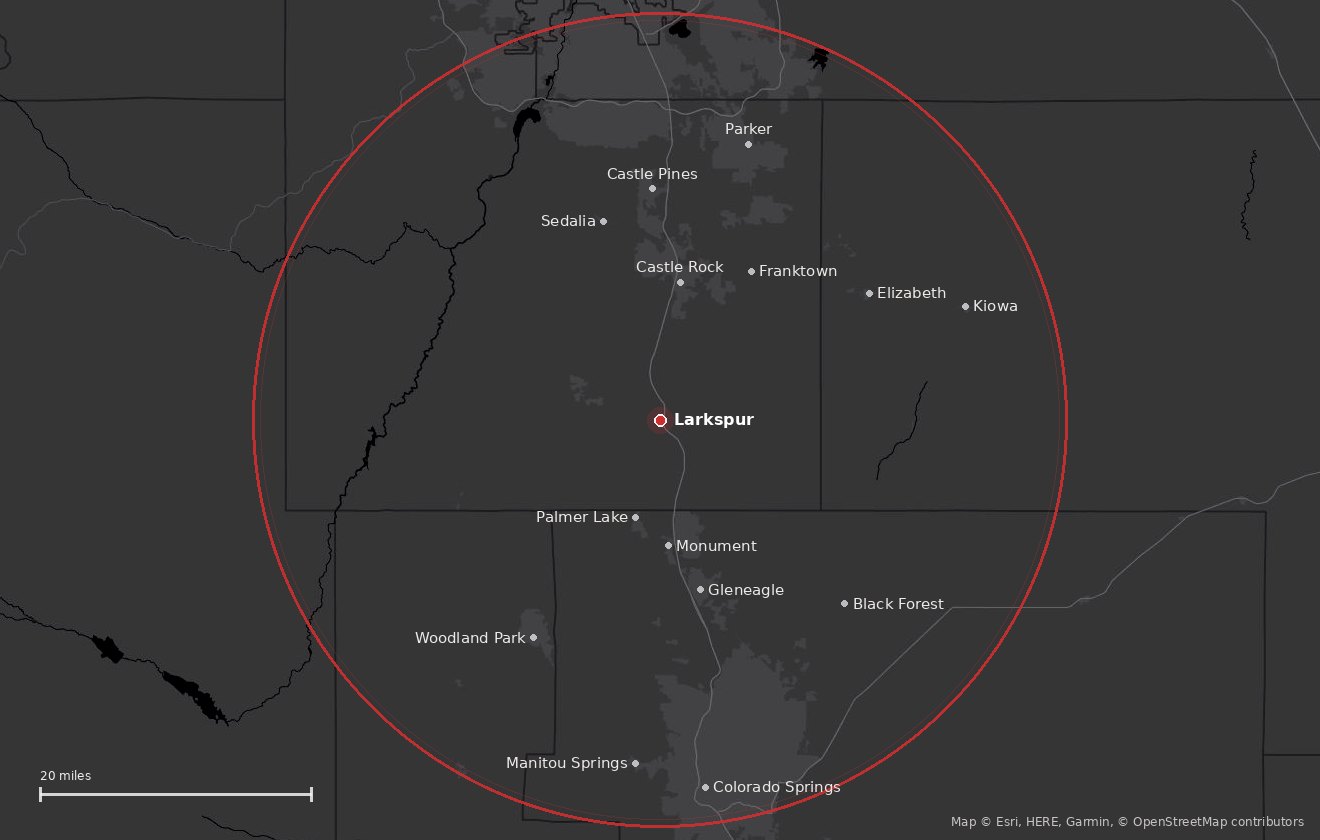 Parker
Castle Pines
Sedalia
Castle Rock
Franktown
Elizabeth
Kiowa
Larkspur
Palmer Lake
Monument
Gleneagle
Black Forest
Woodland Park
Manitou Springs
20 miles
Colorado Springs
Map © Esri, HERE, Garmin, © OpenStreetMap contributors